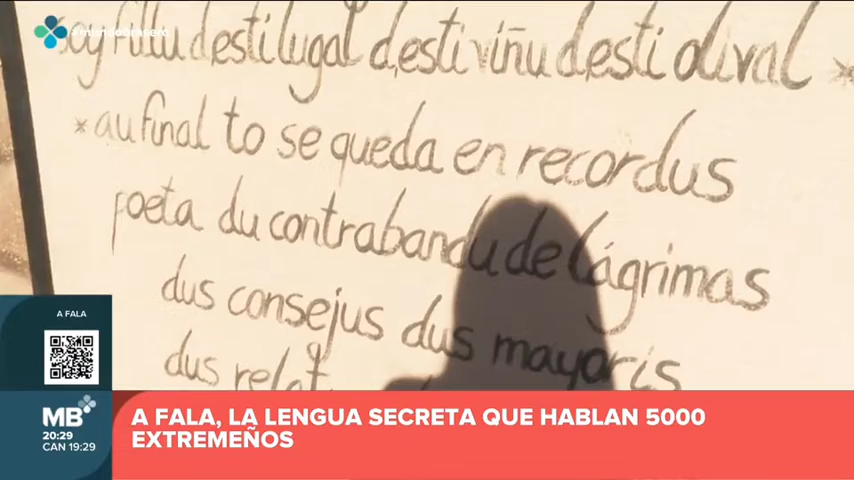 #mundobrasero
soy fillu desti lugal desti viñu desti olival *
* au final to se queda en recordus
poeta du contrabandu de lágrimas
dus consejus dus mayoris
dus
A FALA
MB
20:29
CAN 19:29
A FALA, LA LENGUA SECRETA QUE HABLAN 5000
EXTREMEÑOS